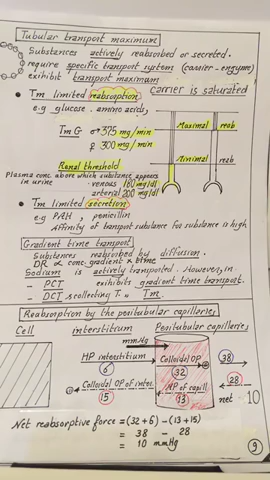 Tubular transport maximum
Substances actively reabsorbed or secreted.
require specific transport system (carrier-enzyme)
exhibit transport maximum
• Tm limited reabsoption carrier is saturated
e.g glucose, amino acids,
Tm G ♂ 375 mg/min
♀ 300 mg/min
Maximal reab
Renal threshold
Minimal reab
Plasma conc above which substance appears
in urine
- venous 180 mg/dl
arterial 200 mg/dl
• Tm limited secretion
e.g PAH, penicillin
Affinity of transport substance for substance is high
Gradient time transport
Substances reabsorbed by diffusion.
DR ∝ conc gradient × time
Sodium is actively transported. However, in
- PCT exhibits gradient time transport.
- DCT & collecting T. Tm.
Reabsorption by the peritubular capillaries
Cell interstitium Peritubular capillaries
mmHg
HP interstitium Colloidal OP 38
6 32
Colloidal OP of inter. HP of capill. 28
15 13 net 10
Net reabsorptive force = (32+6) - (13+15)
= 38 - 28
= 10 mmHg
9